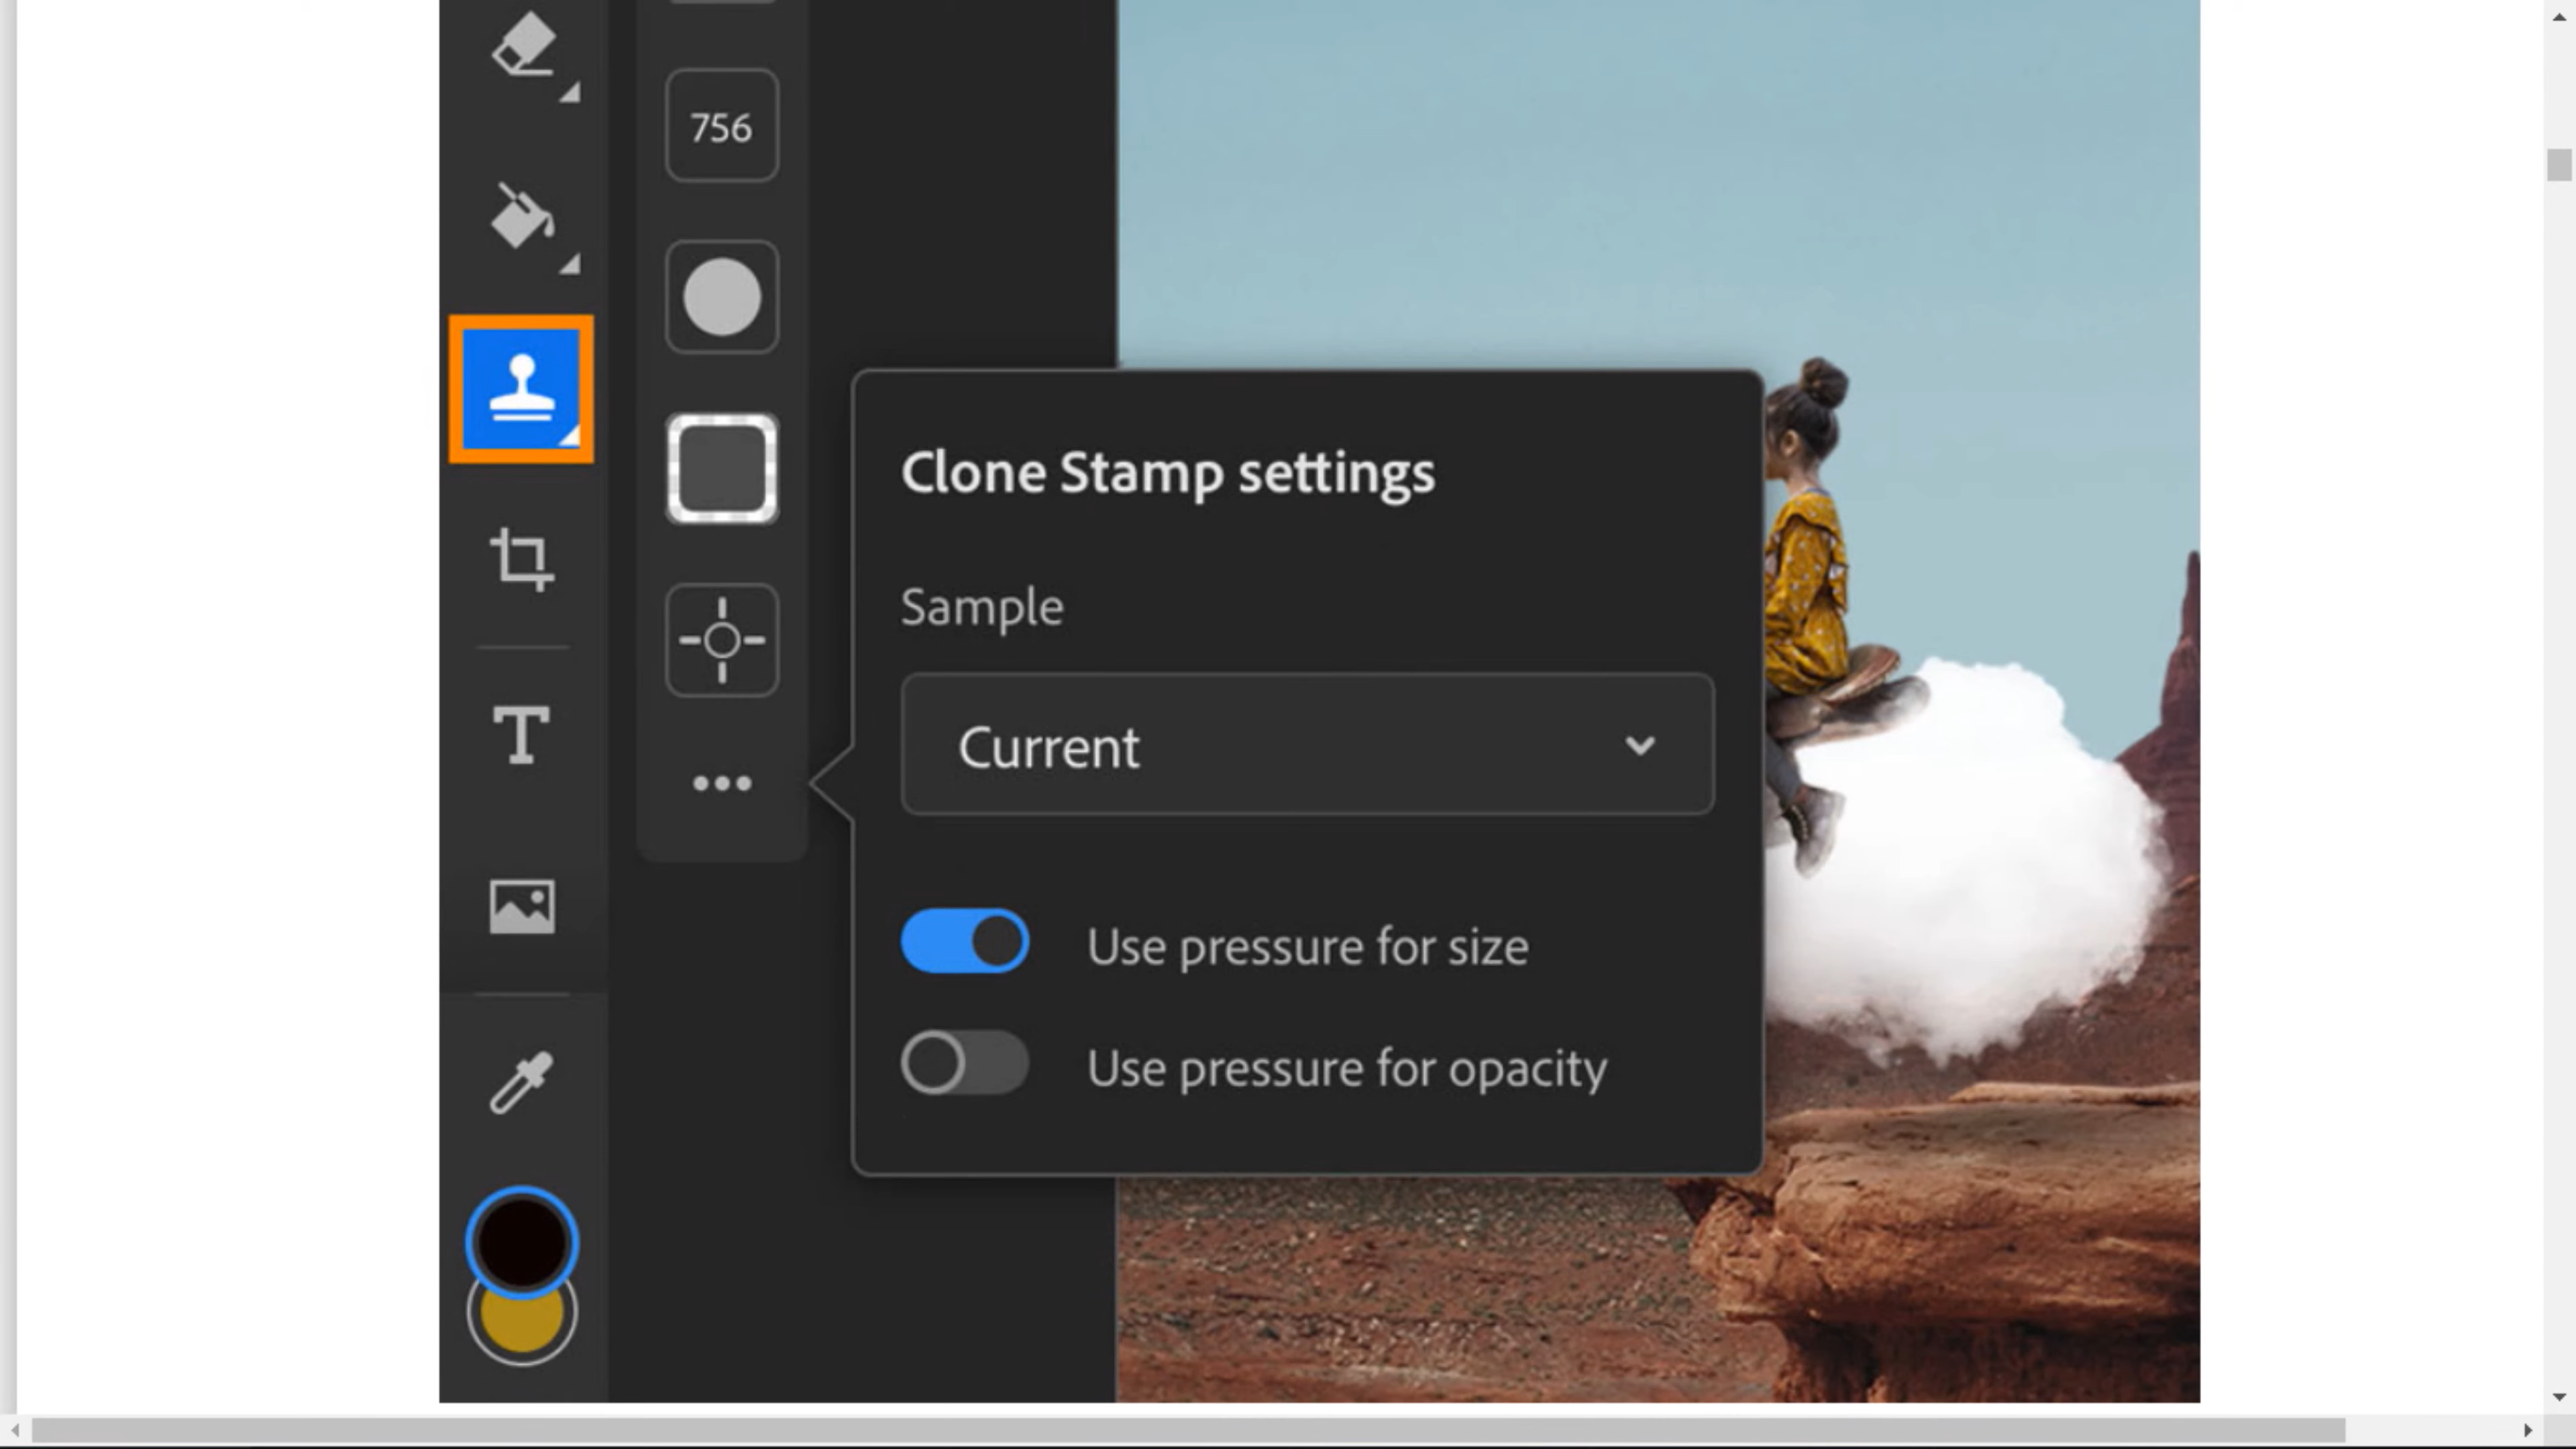 756
Clone Stamp settings
Sample
Current
Use pressure for size
Use pressure for opacity